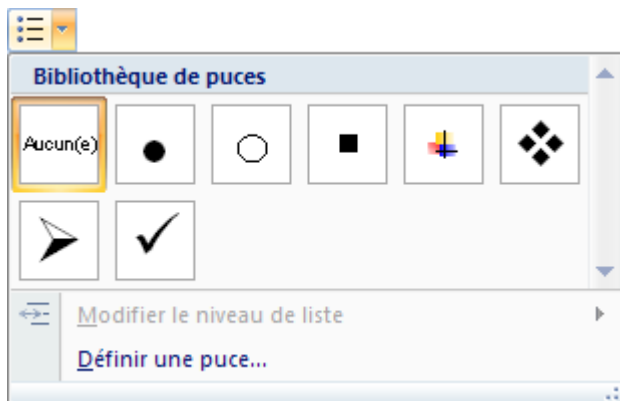 Bibliothèque de puces
Aucun(e)
Modifier le niveau de liste
Définir une puce...